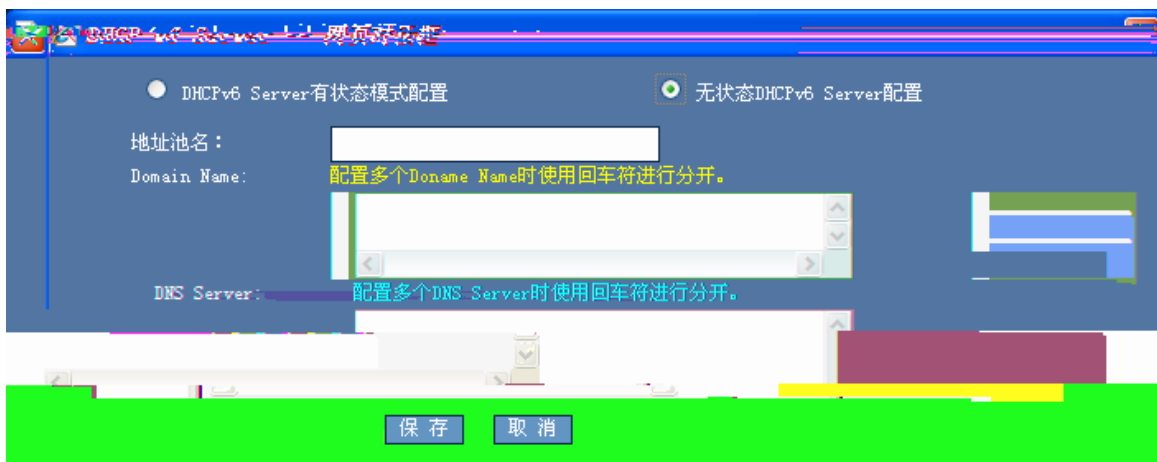 DHCPv6 Server有状态模式配置 无状态DHCPv6 Server配置
地址池名：
Domain Name: 配置多个Doname Name时使用回车符进行分开。
DNS Server: 配置多个DNS Server时使用回车符进行分开。
保存 取消